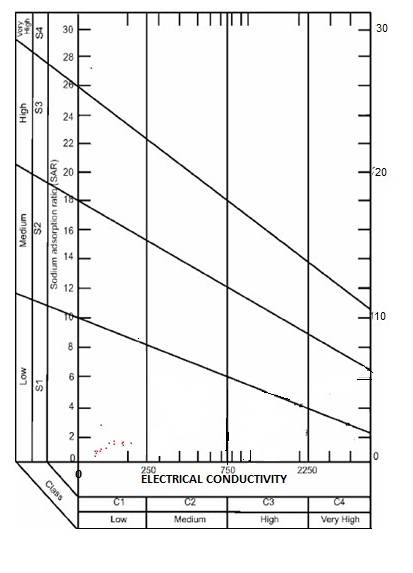 Very High
S4
30
30
28
26
High
S3
24
22
20
20
Sodium adsorption ratio (SAR)
18
Medium
S2
16
14
12
10
10
8
Low
S1
6
4
2
0
0
0
250
750
2250
ELECTRICAL CONDUCTIVITY
Class
C1
C2
C3
C4
Low
Medium
High
Very High